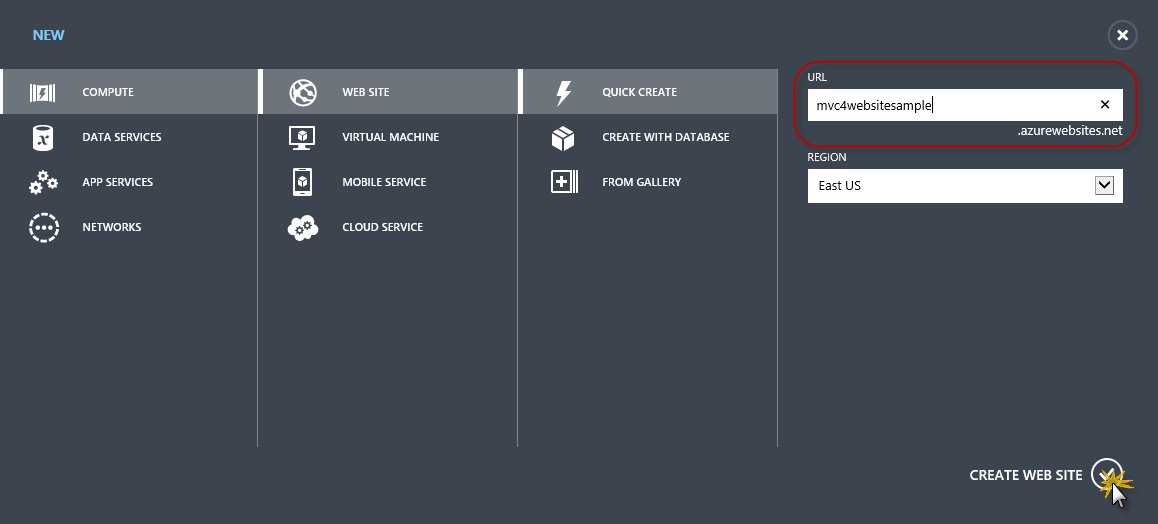 NEW
COMPUTE
DATA SERVICES
APP SERVICES
NETWORKS
WEB SITE
VIRTUAL MACHINE
MOBILE SERVICE
CLOUD SERVICE
QUICK CREATE
CREATE WITH DATABASE
FROM GALLERY
URL
mvc4websitesample
.azurewebsites.net
REGION
East US
CREATE WEB SITE